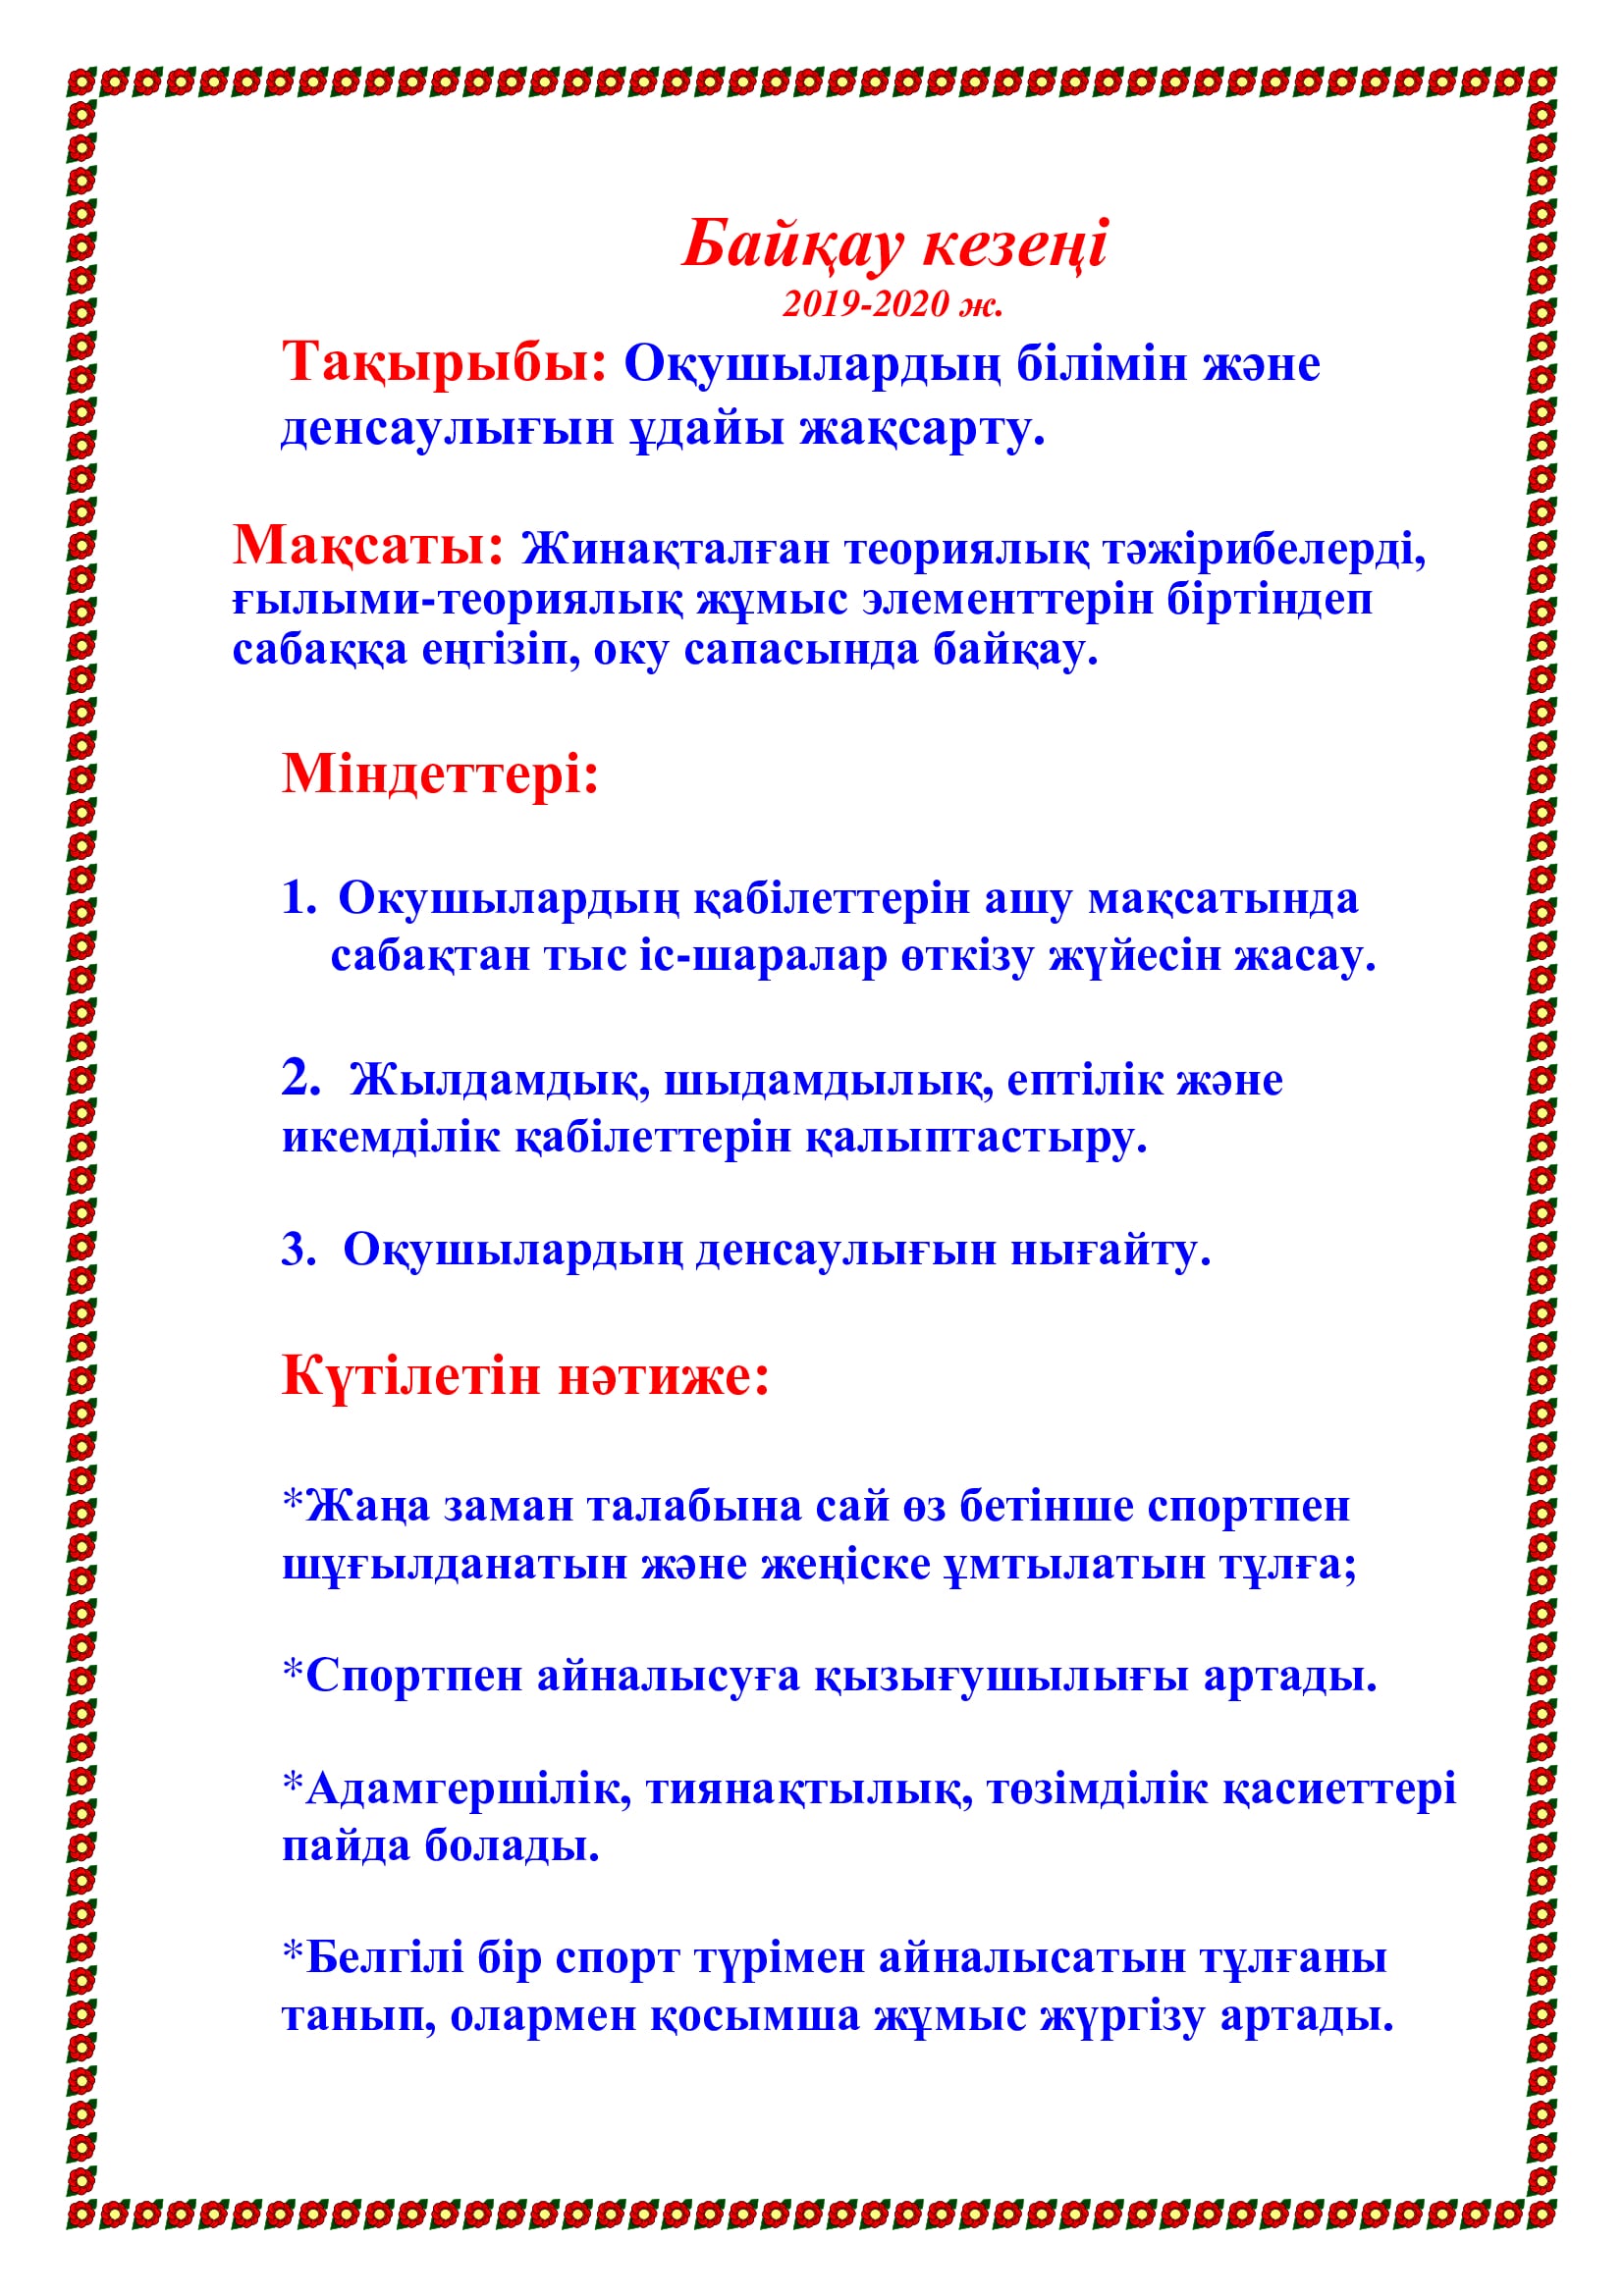 Байқау кезеңі
2019-2020 ж.
Тақырыбы: Оқушылардың білімін және
денсаулығын ұдайы жақсарту.
Мақсаты: Жинақталған теориялық тәжірибелерді,
ғылыми-теориялық жұмыс элементтерін біртіндеп
сабаққа еңгізіп, оку сапасында байқау.
Міндеттері:
1. Окушылардың қабілеттерін ашу мақсатында
сабақтан тыс іс-шаралар өткізу жүйесін жасау.
2. Жылдамдық, шыдамдылық, ептілік және
икемділік қабілеттерін қалыптастыру.
3. Оқушылардың денсаулығын нығайту.
Күтілетін нәтиже:
*Жаңа заман талабына сай өз бетінше спортпен
шұғылданатын және жеңіске ұмтылатын тұлға;
*Спортпен айналысуға қызығушылығы артады.
*Адамгершілік, тиянақтылық, төзімділік қасиеттері
пайда болады.
*Белгілі бір спорт түрімен айналысатын тұлғаны
танып, олармен қосымша жұмыс жүргізу артады.